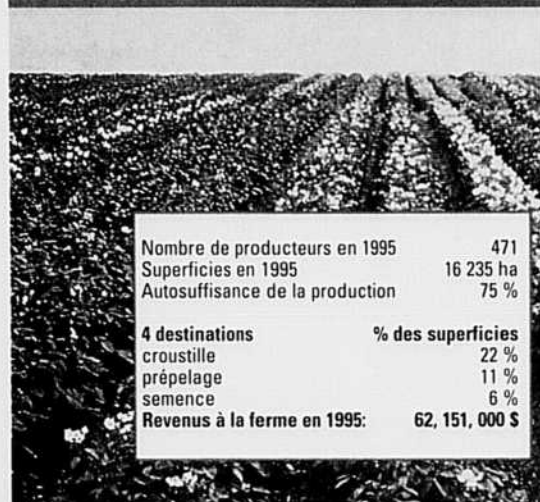 Nombre de producteurs en 1995 471
Superficies en 1995 16 235 ha
Autosuffisance de la production 75 %
4 destinations % des superficies
croustille 22 %
prépelage 11 %
semence 6 %
Revenus à la ferme en 1995: 62, 151, 000 $